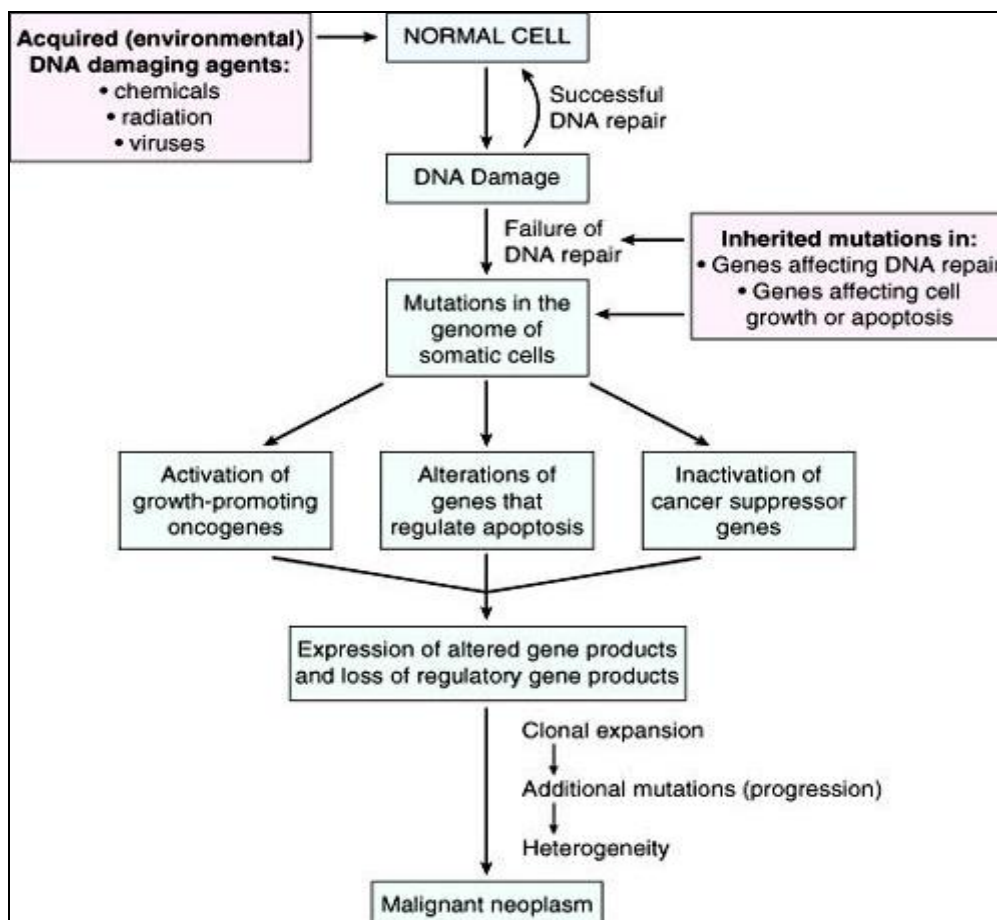 Acquired (environmental)
DNA damaging agents:
• chemicals
• radiation
• viruses
NORMAL CELL
Successful
DNA repair
DNA Damage
Failure of
DNA repair
Inherited mutations in:
• Genes affecting DNA repair
• Genes affecting cell
growth or apoptosis
Mutations in the
genome of
somatic cells
Activation of
growth-promoting
oncogenes
Alterations of
genes that
regulate apoptosis
Inactivation of
cancer suppressor
genes
Expression of altered gene products
and loss of regulatory gene products
Clonal expansion
Additional mutations (progression)
Heterogeneity
Malignant neoplasm